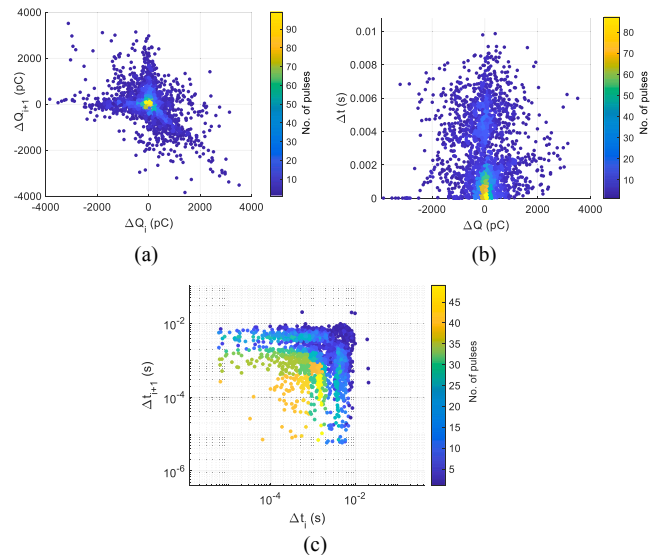 4000
2000
0
-2000
-4000
-4000 -2000 0 2000 4000
ΔQi+1 (pC)
ΔQi (pC)
90
80
70
60
50
40
30
20
10
No. of pulses
(a)
0.01
0.008
0.006
0.004
0.002
0
-2000 0 2000 4000
Δt (s)
ΔQ (pC)
80
70
60
50
40
30
20
10
No. of pulses
(b)
10-2
10-4
10-6
10-4 10-2
Δti+1 (s)
Δti (s)
45
40
35
30
25
20
15
10
5
No. of pulses
(c)